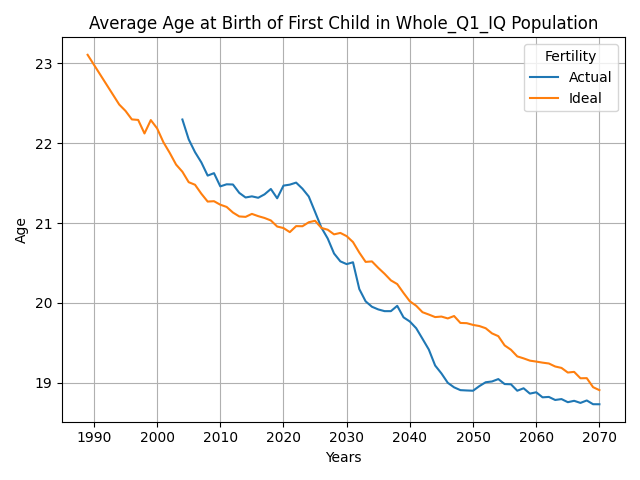 Average Age at Birth of First Child in Whole_Q1_IQ Population
Fertility
Actual
Ideal
Age
23
22
21
20
19
1990 2000 2010 2020 2030 2040 2050 2060 2070
Years